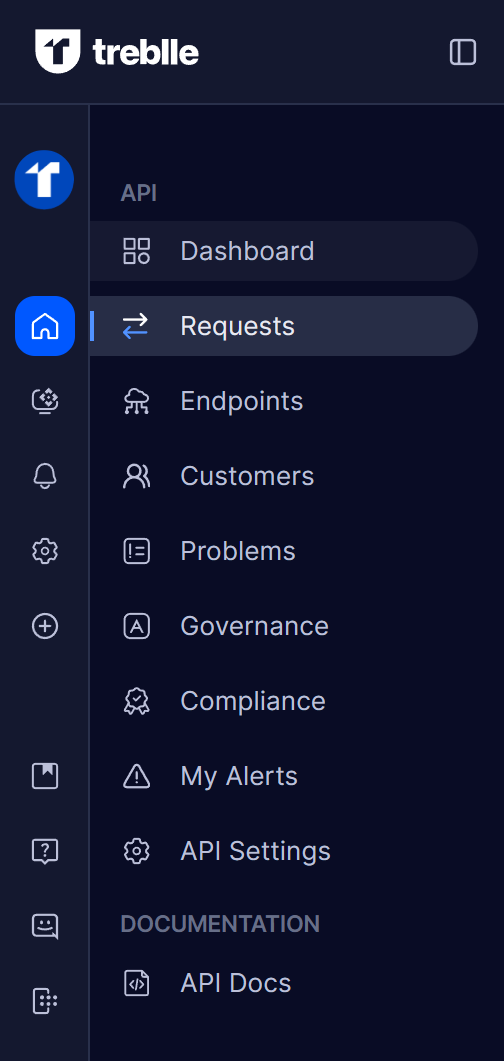 treblle
API
Dashboard
Requests
Endpoints
Customers
Problems
Governance
Compliance
My Alerts
API Settings
DOCUMENTATION
API Docs